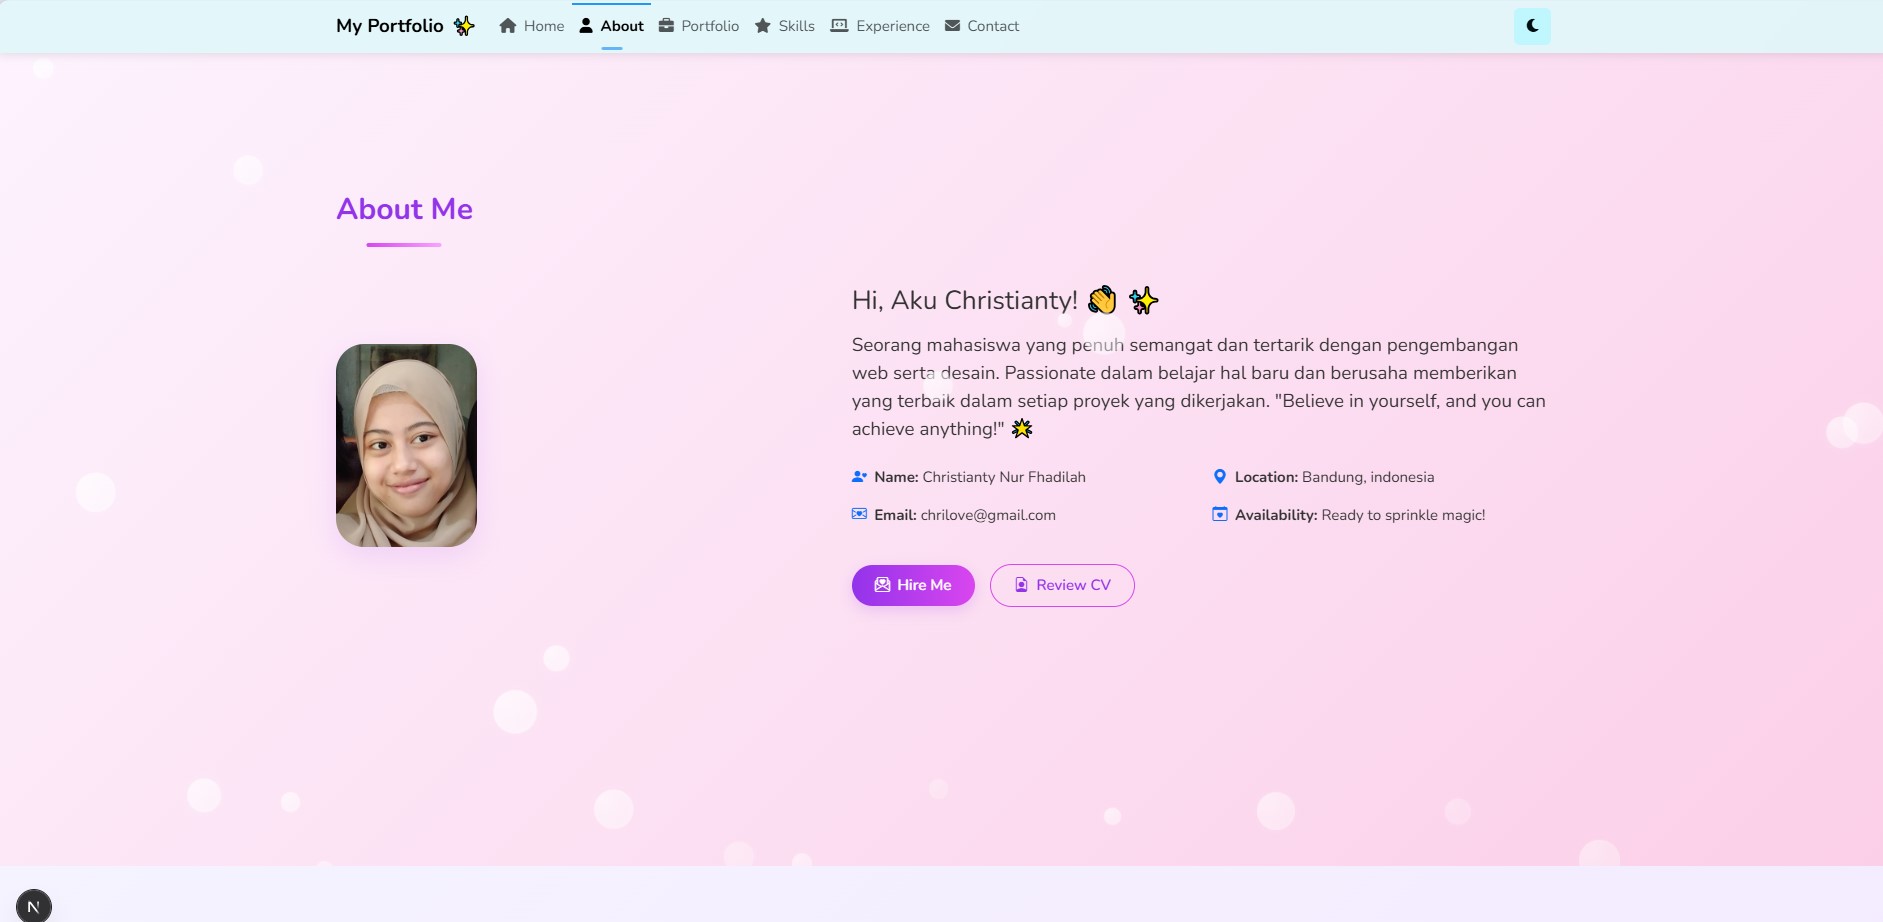 My Portfolio ✨ Home About Portfolio Skills Experience Contact
About Me
Hi, Aku Christianty! 👋 ✨
Seorang mahasiswa yang penuh semangat dan tertarik dengan pengembangan
web serta desain. Passionate dalam belajar hal baru dan berusaha memberikan
yang terbaik dalam setiap proyek yang dikerjakan. "Believe in yourself, and you can
achieve anything!" 🌟
Name: Christianty Nur Fhadilah
Location: Bandung, indonesia
Email: chrilove@gmail.com
Availability: Ready to sprinkle magic!
Hire Me
Review CV
N